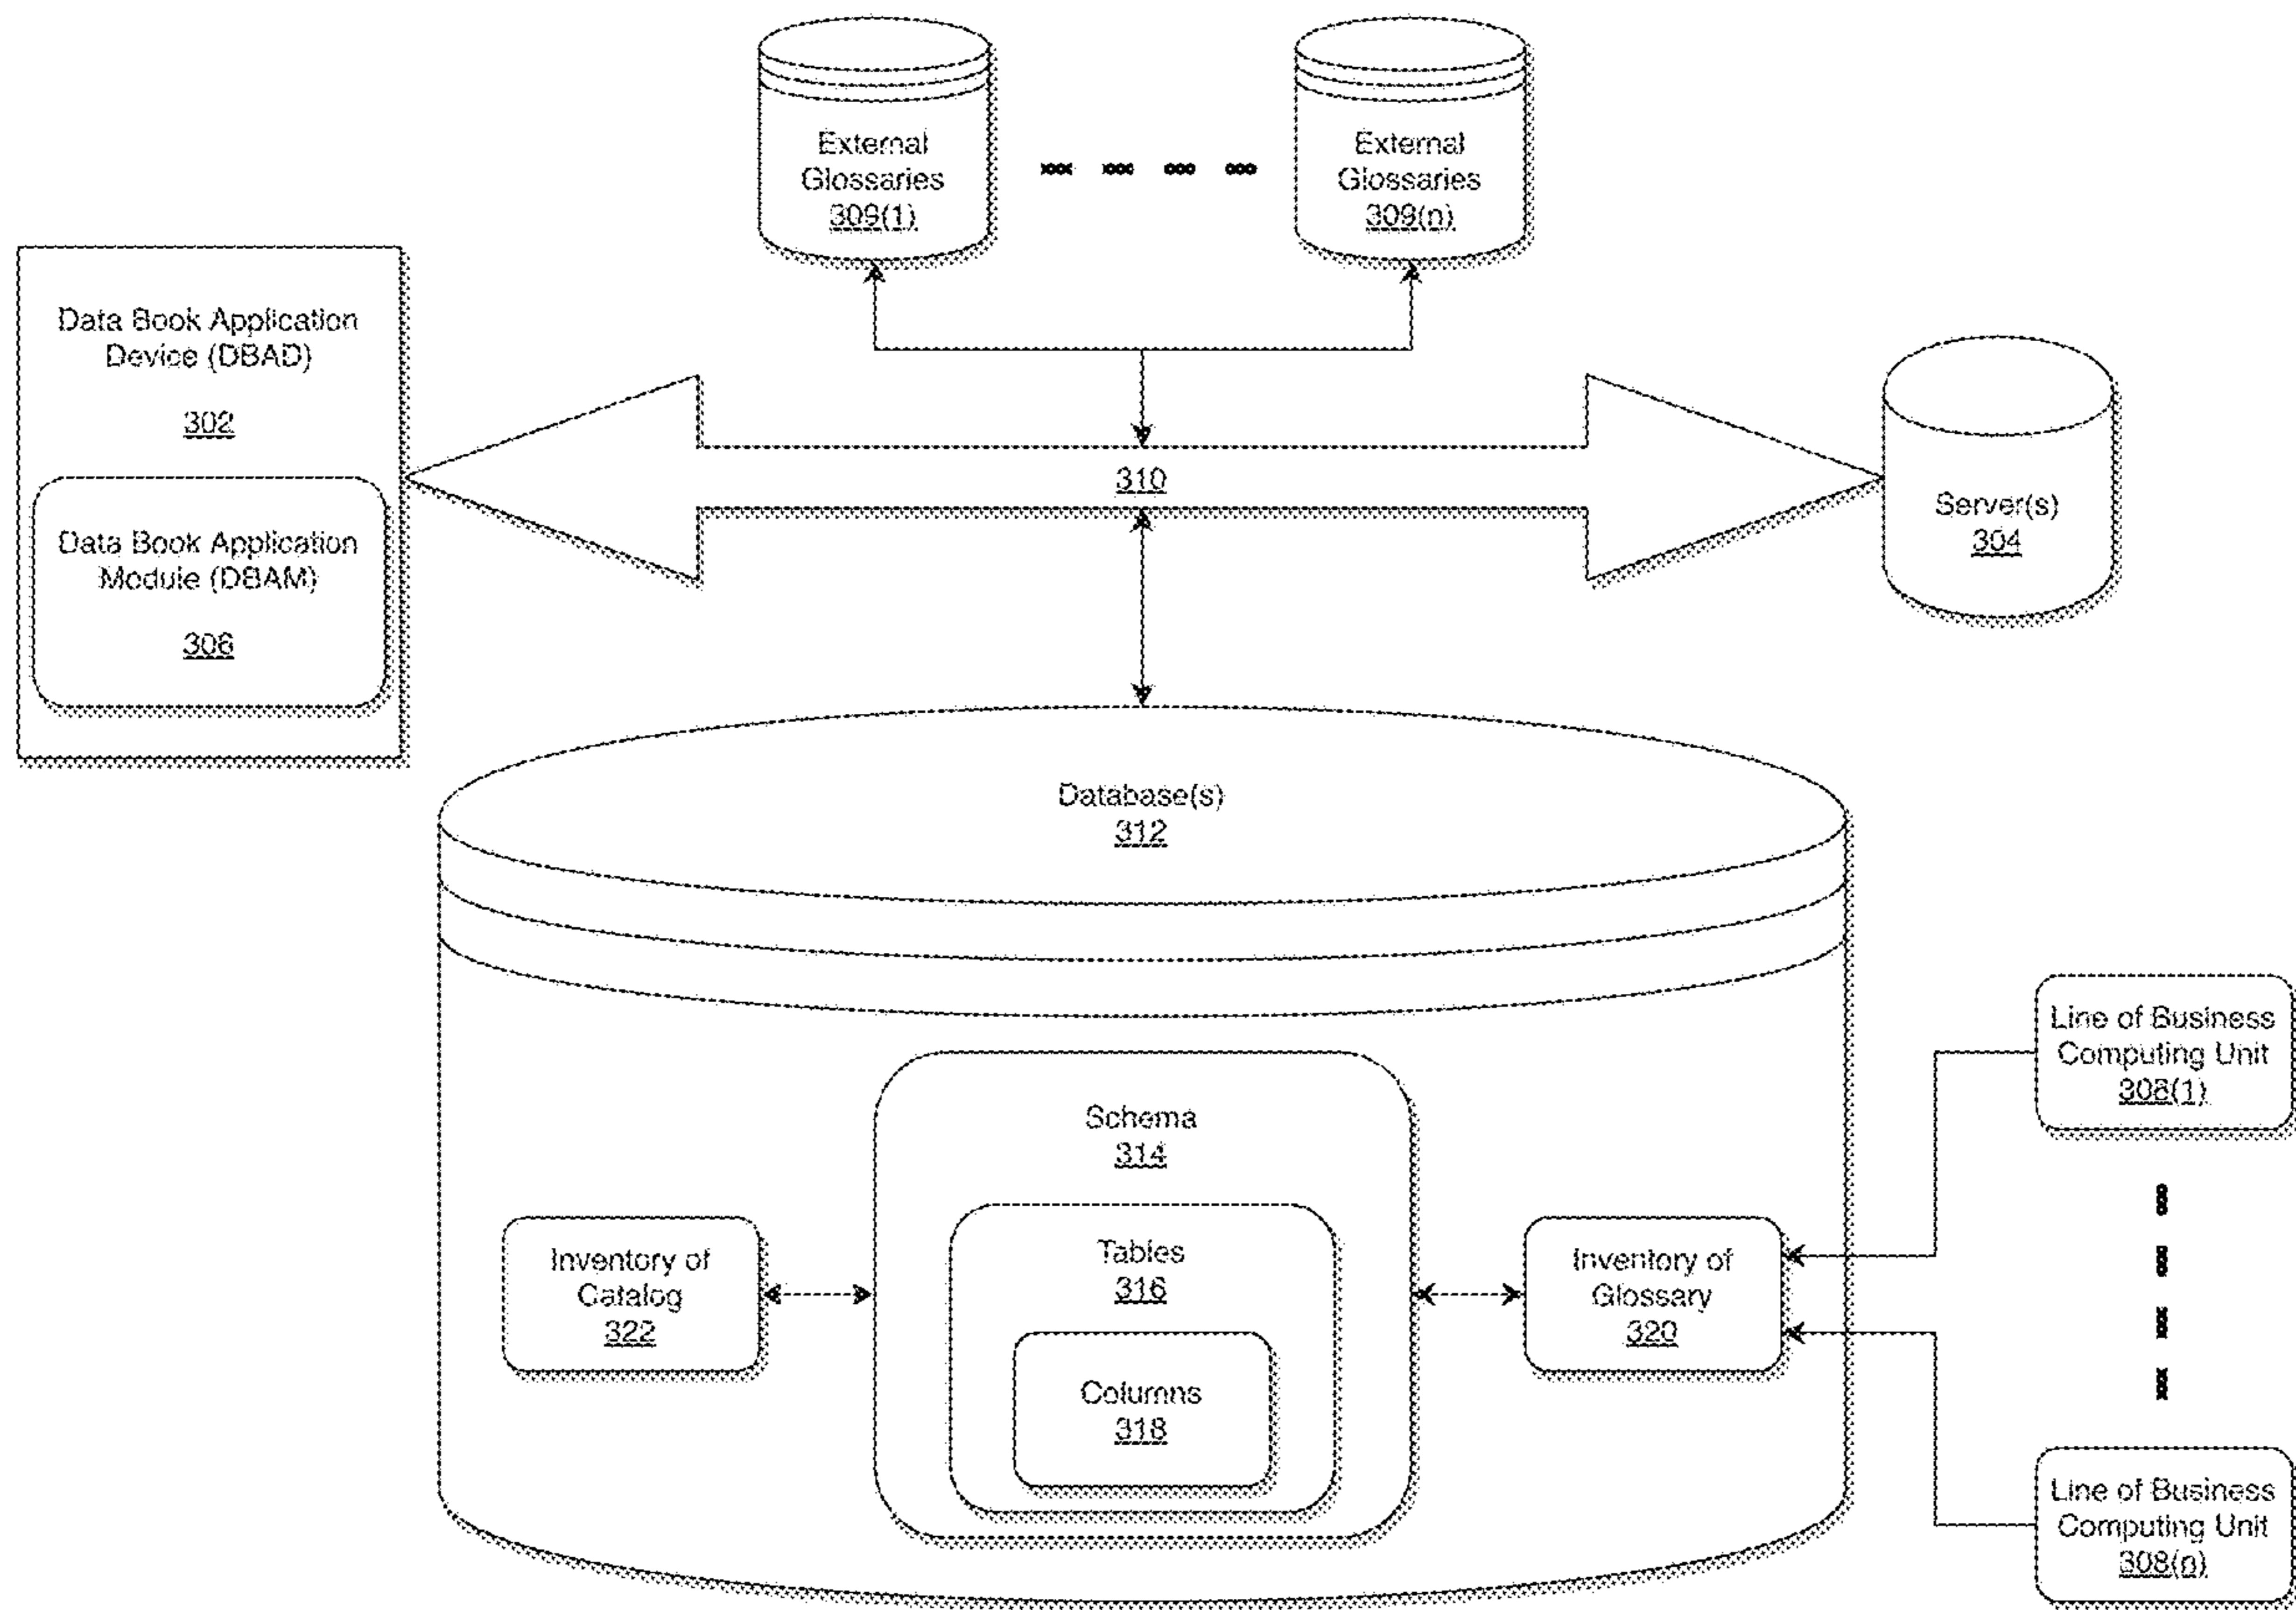 External
Glossaries
309(1)
External
Glossaries
309(n)
Data Book Application
Device (DBAD)
302
Data Book Application
Module (DBAM)
306
310
Server(s)
304
Database(s)
312
Schema
314
Tables
316
Columns
318
Inventory of
Catalog
322
Inventory of
Glossary
320
Line of Business
Computing Unit
308(1)
Line of Business
Computing Unit
308(n)